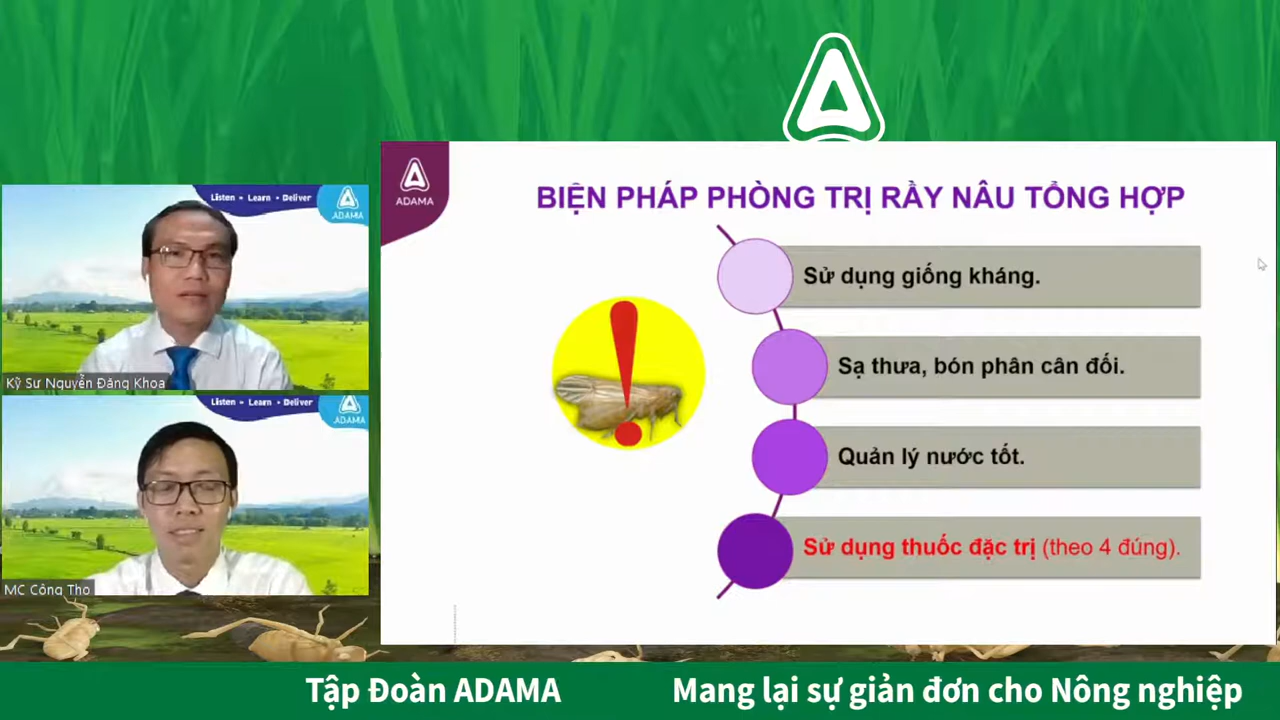 Listen • Learn • Deliver
ADAMA
Kỹ Sư Nguyễn Đăng Khoa
Listen • Learn • Deliver
ADAMA
MC Công Thọ
ADAMA
BIỆN PHÁP PHÒNG TRỊ RẦY NÂU TỔNG HỢP
Sử dụng giống kháng.
Sạ thưa, bón phân cân đối.
Quản lý nước tốt.
Sử dụng thuốc đặc trị (theo 4 đúng).
Tập Đoàn ADAMA
Mang lại sự giản đơn cho Nông nghiệp